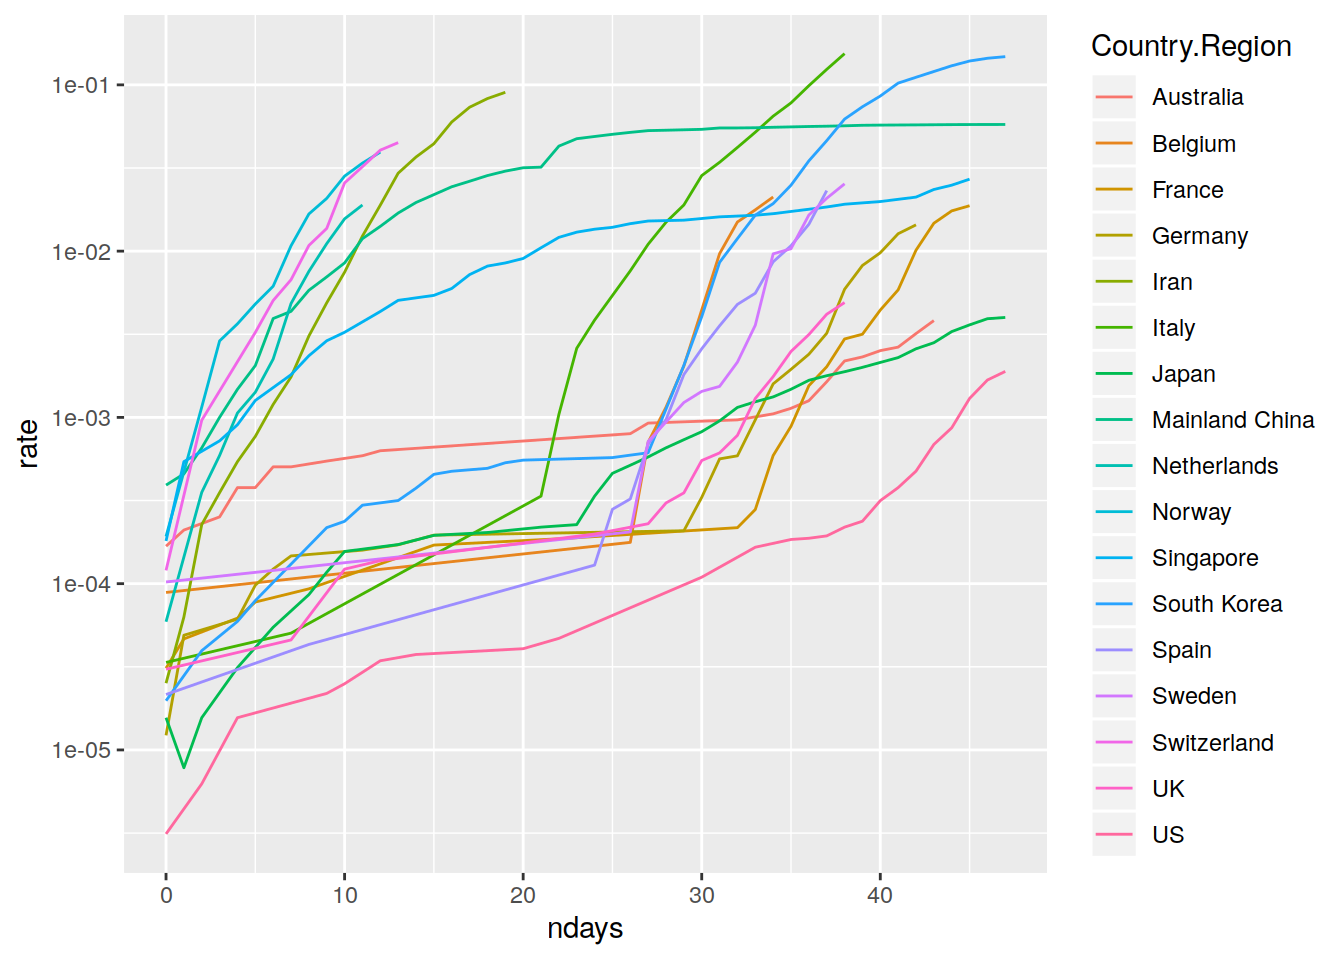 1e-01
1e-02
1e-03
1e-04
1e-05
rate
0 10 20 30 40
ndays
Country.Region
Australia
Belgium
France
Germany
Iran
Italy
Japan
Mainland China
Netherlands
Norway
Singapore
South Korea
Spain
Sweden
Switzerland
UK
US